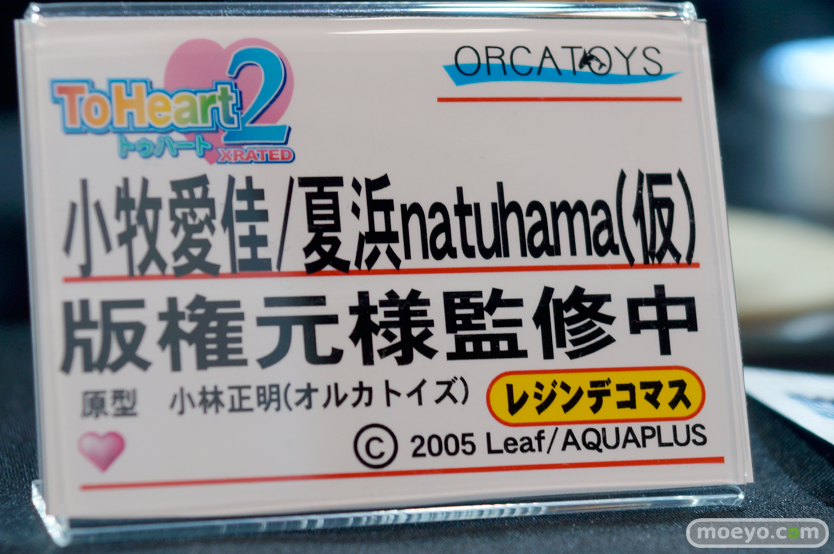 ORCATOYS
ToHeart2
トゥハート
XRATED
小牧愛佳/夏浜natuhama(仮)
版権元様監修中
原型 小林正明(オルカトイズ)
レジンデコマス
© 2005 Leaf/AQUAPLUS
moeyo.com